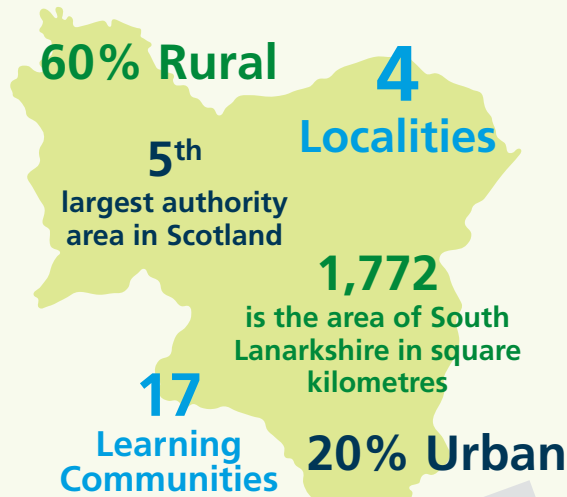 60% Rural
4
Localities
5th
largest authority
area in Scotland
1,772
is the area of South
Lanarkshire in square
kilometres
17
Learning
Communities
20% Urban